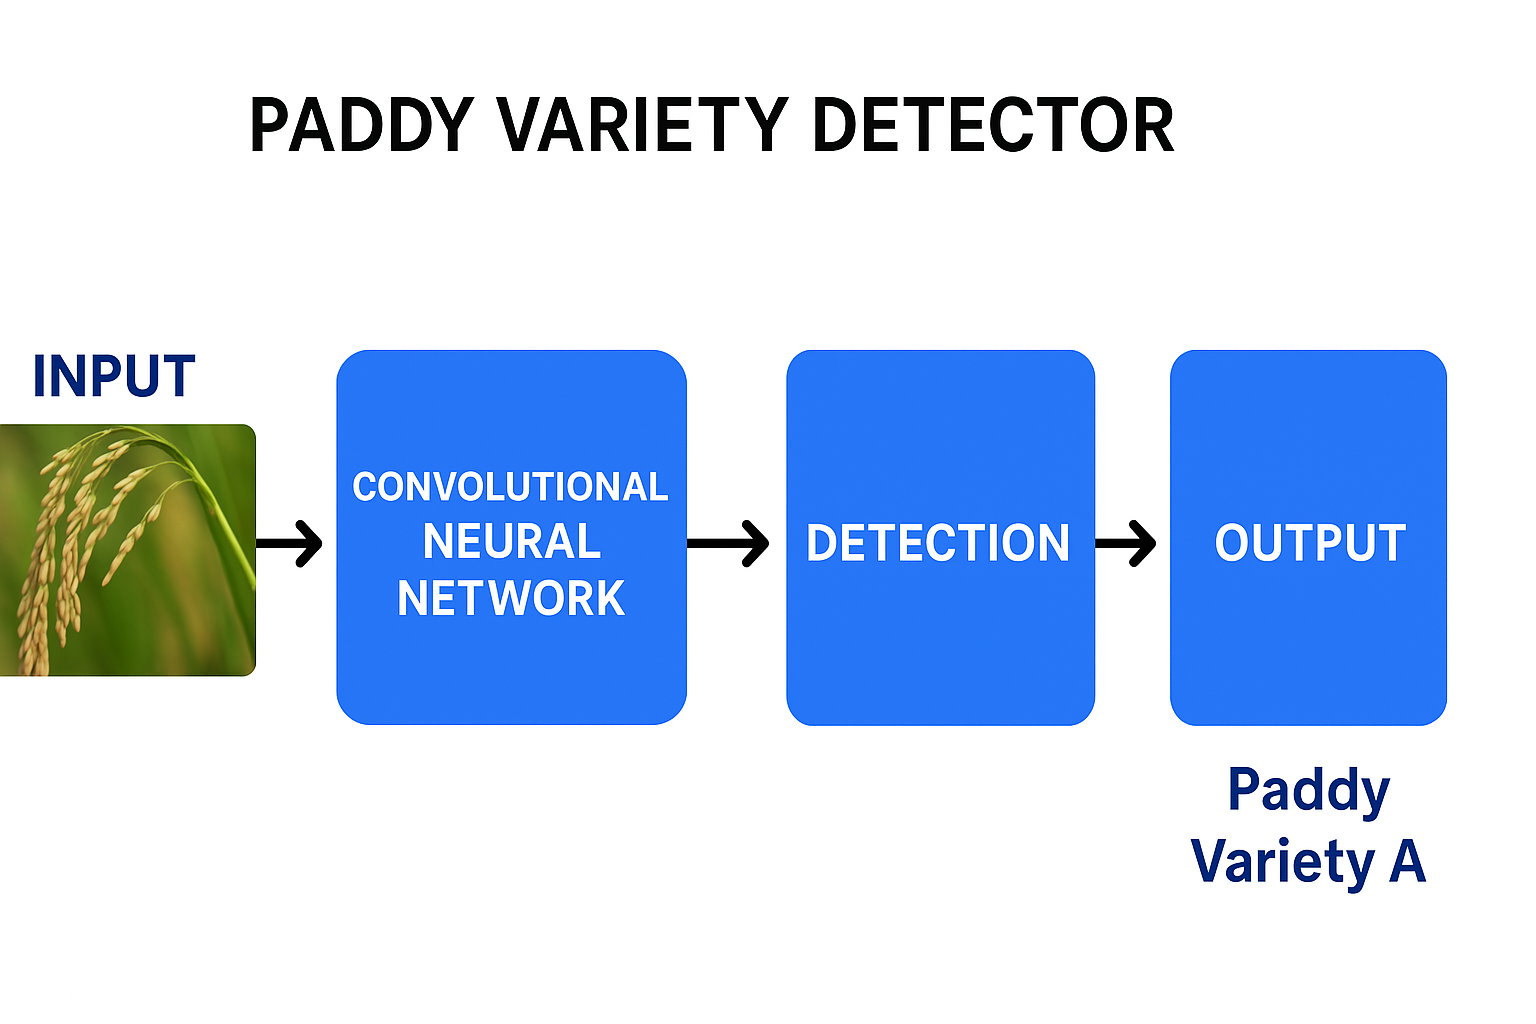 PADDY VARIETY DETECTOR
INPUT
CONVOLUTIONAL
NEURAL
NETWORK
DETECTION
OUTPUT
Paddy
Variety A